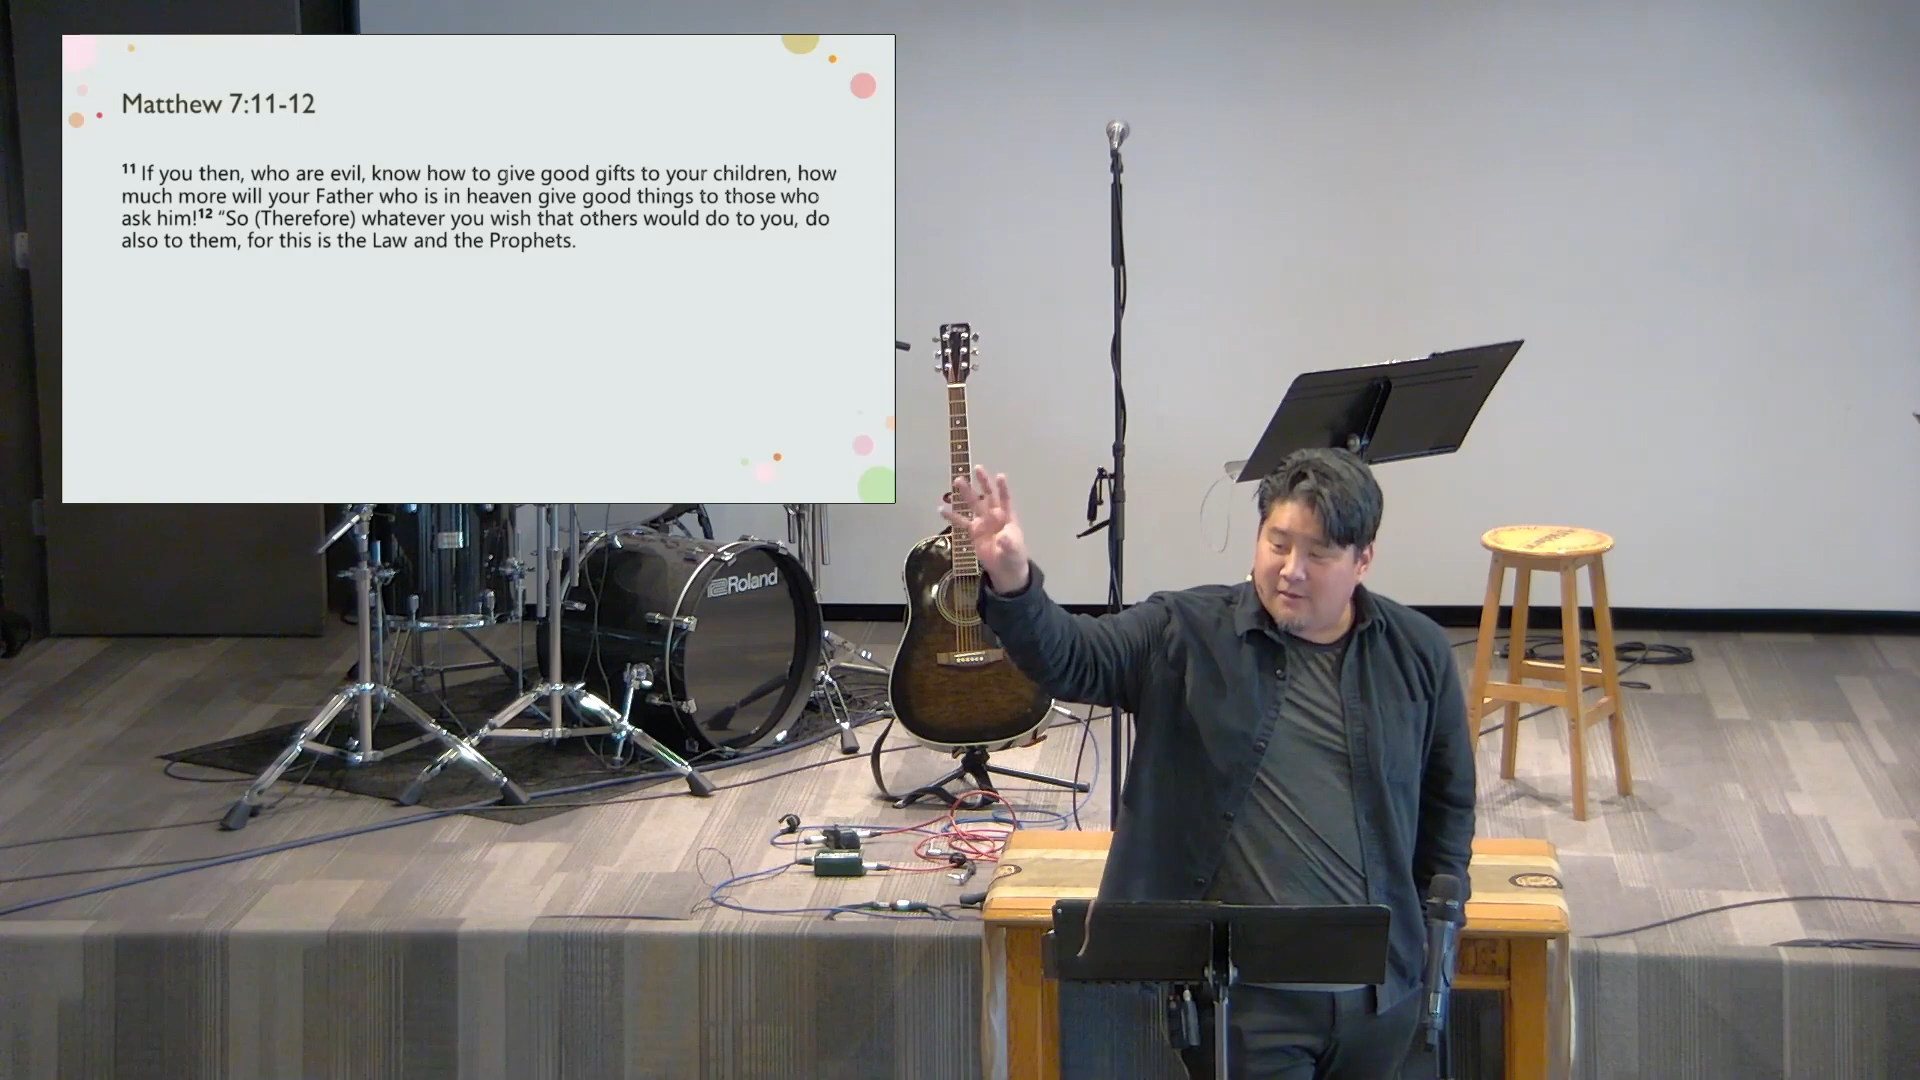 Matthew 7:11-12
¹¹ If you then, who are evil, know how to give good gifts to your children, how
much more will your Father who is in heaven give good things to those who
ask him!¹² “So (Therefore) whatever you wish that others would do to you, do
also to them, for this is the Law and the Prophets.
Roland